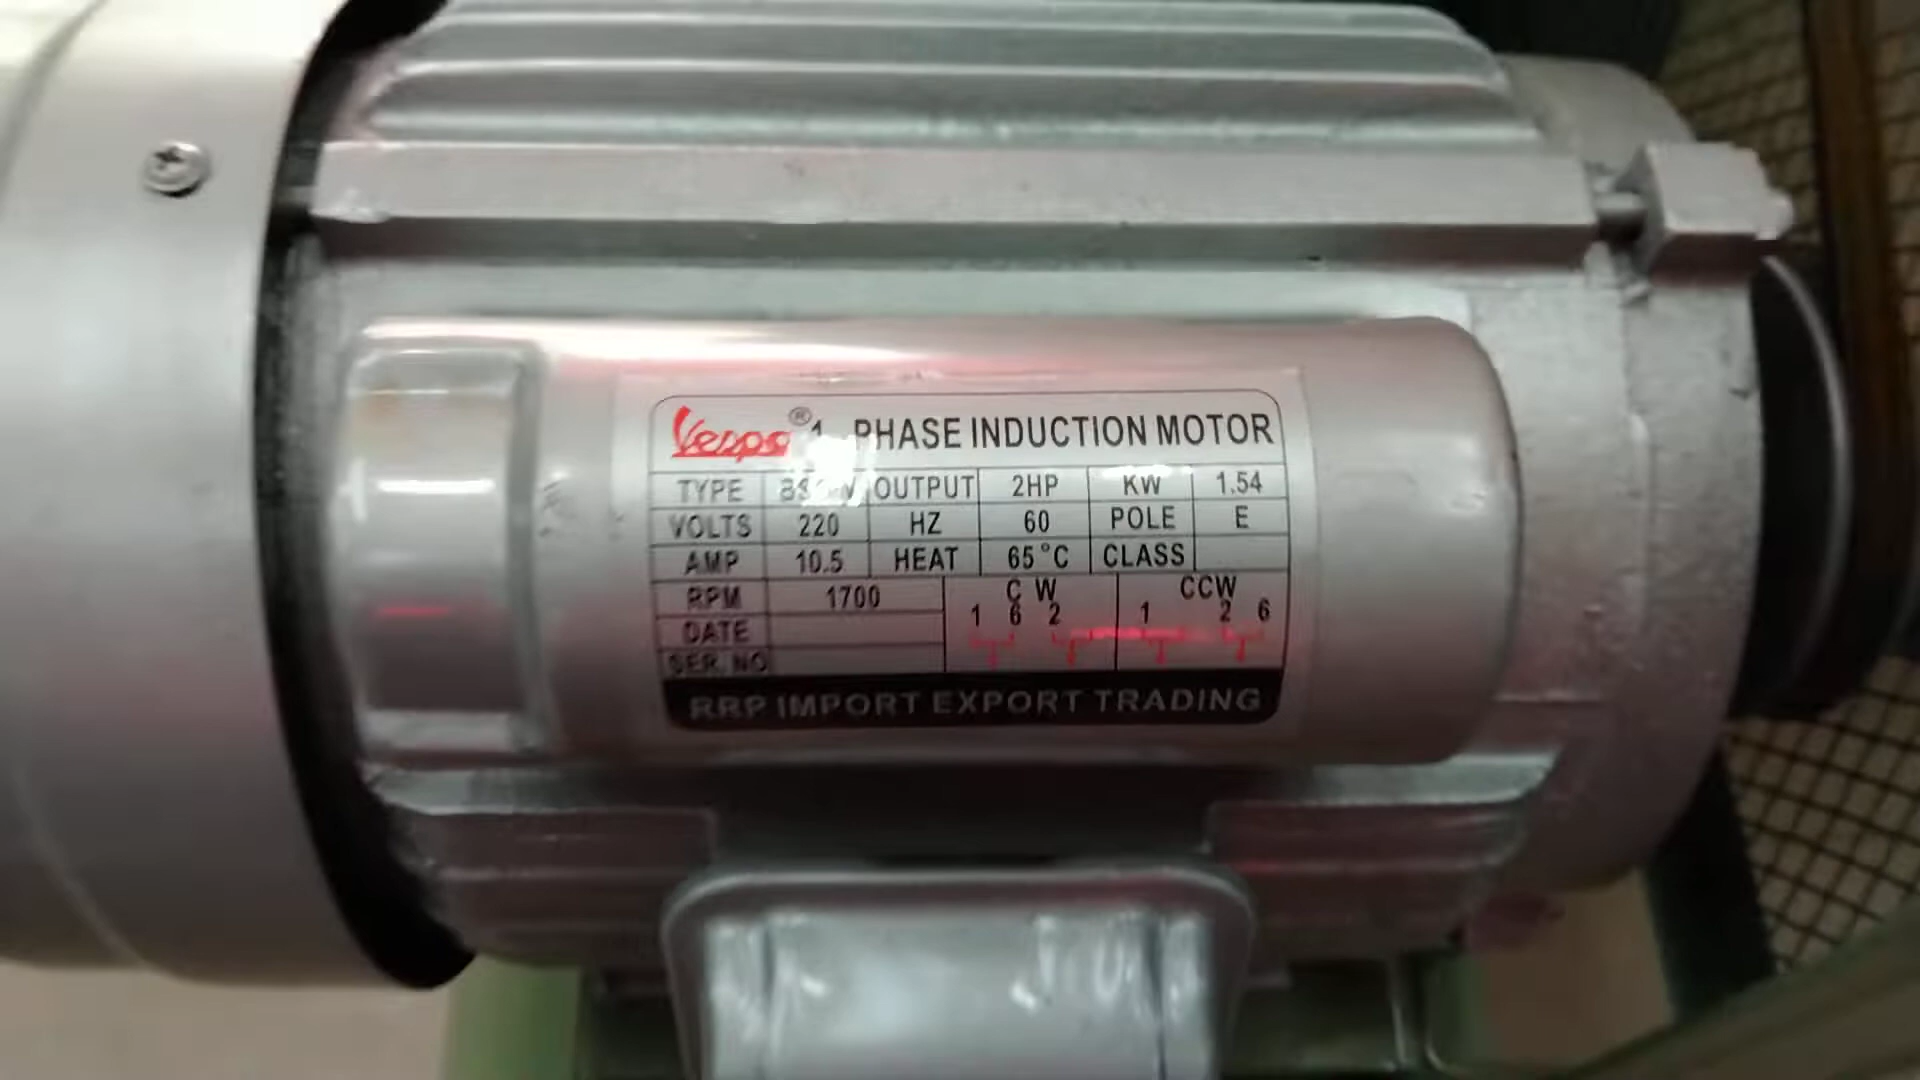 Vespa® 1 PHASE INDUCTION MOTOR
TYPE OUTPUT 2HP KW 1.54
VOLTS 220 HZ 60 POLE E
AMP 10.5 HEAT 65°C CLASS
RPM 1700 CW CCW
1 6 2 1 2 6
DATE
SER. NO
RRP IMPORT EXPORT TRADING